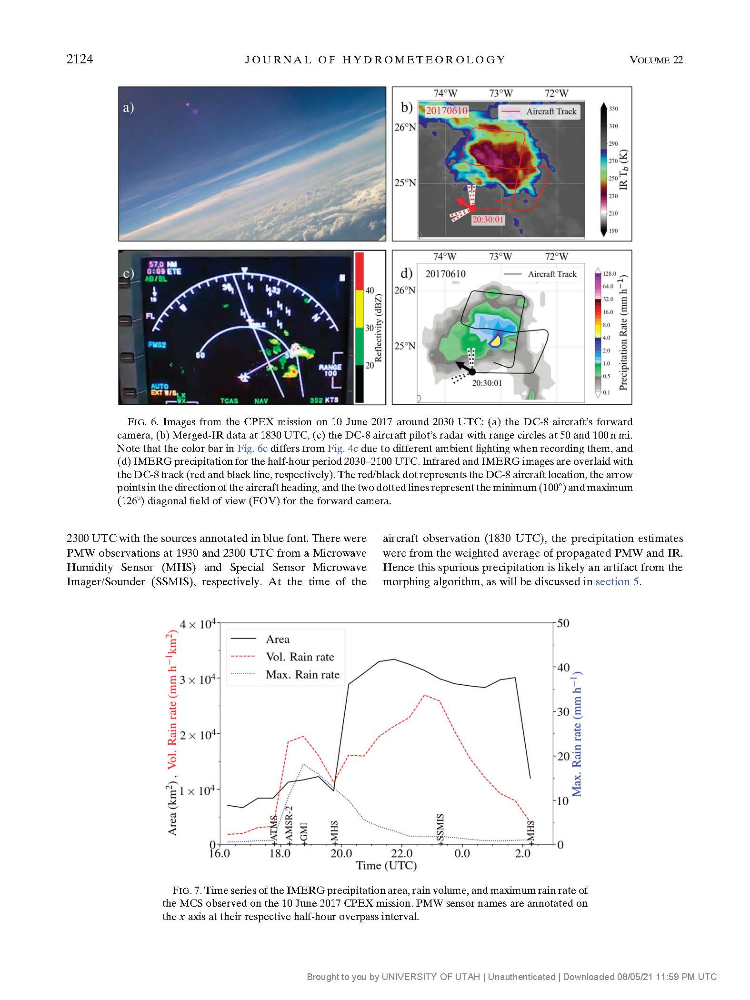 2124 JOURNAL OF HYDROMETEOROLOGY VOLUME 22
a)
b)
74°W 73°W 72°W
20170610
Aircraft Track
26°N
25°N
20:30:01
330
310
290
270
250
230
210
190
IR Tb (K)
c)
57.0 NM
0:09 ETE
AB/BL
FL
FMS2
50
50
33
N
RANGE
100
AUTO
EXT W/S
WX
TCAS NAV 352 KTS
40
30
20
Reflectivity (dBZ)
d)
74°W 73°W 72°W
20170610
Aircraft Track
26°N
25°N
20:30:01
128.0
64.0
32.0
16.0
8.0
4.0
2.0
1.0
0.5
0.1
Precipitation Rate (mm h−1)
FIG. 6. Images from the CPEX mission on 10 June 2017 around 2030 UTC: (a) the DC-8 aircraft’s forward
camera, (b) Merged-IR data at 1830 UTC, (c) the DC-8 aircraft pilot’s radar with range circles at 50 and 100 n mi.
Note that the color bar in Fig. 6c differs from Fig. 4c due to different ambient lighting when recording them, and
(d) IMERG precipitation for the half-hour period 2030–2100 UTC. Infrared and IMERG images are overlaid with
the DC-8 track (red and black line, respectively). The red/black dot represents the DC-8 aircraft location, the arrow
points in the direction of the aircraft heading, and the two dotted lines represent the minimum (100°) and maximum
(126°) diagonal field of view (FOV) for the forward camera.
2300 UTC with the sources annotated in blue font. There were
PMW observations at 1930 and 2300 UTC from a Microwave
Humidity Sensor (MHS) and Special Sensor Microwave
Imager/Sounder (SSMIS), respectively. At the time of the
aircraft observation (1830 UTC), the precipitation estimates
were from the weighted average of propagated PMW and IR.
Hence this spurious precipitation is likely an artifact from the
morphing algorithm, as will be discussed in section 5.
Area (km2) , Vol. Rain rate (mm h−1km2)
4 × 104
3 × 104
2 × 104
1 × 104
0
Area
Vol. Rain rate
Max. Rain rate
50
40
30
20
10
0
Max. Rain rate (mm h−1)
+ATMS
+AMSR-2
+GMI
+MHS
+SSMIS
+MHS
16.0 18.0 20.0 22.0 0.0 2.0
Time (UTC)
FIG. 7. Time series of the IMERG precipitation area, rain volume, and maximum rain rate of
the MCS observed on the 10 June 2017 CPEX mission. PMW sensor names are annotated on
the x axis at their respective half-hour overpass interval.
Brought to you by UNIVERSITY OF UTAH | Unauthenticated | Downloaded 08/05/21 11:59 PM UTC